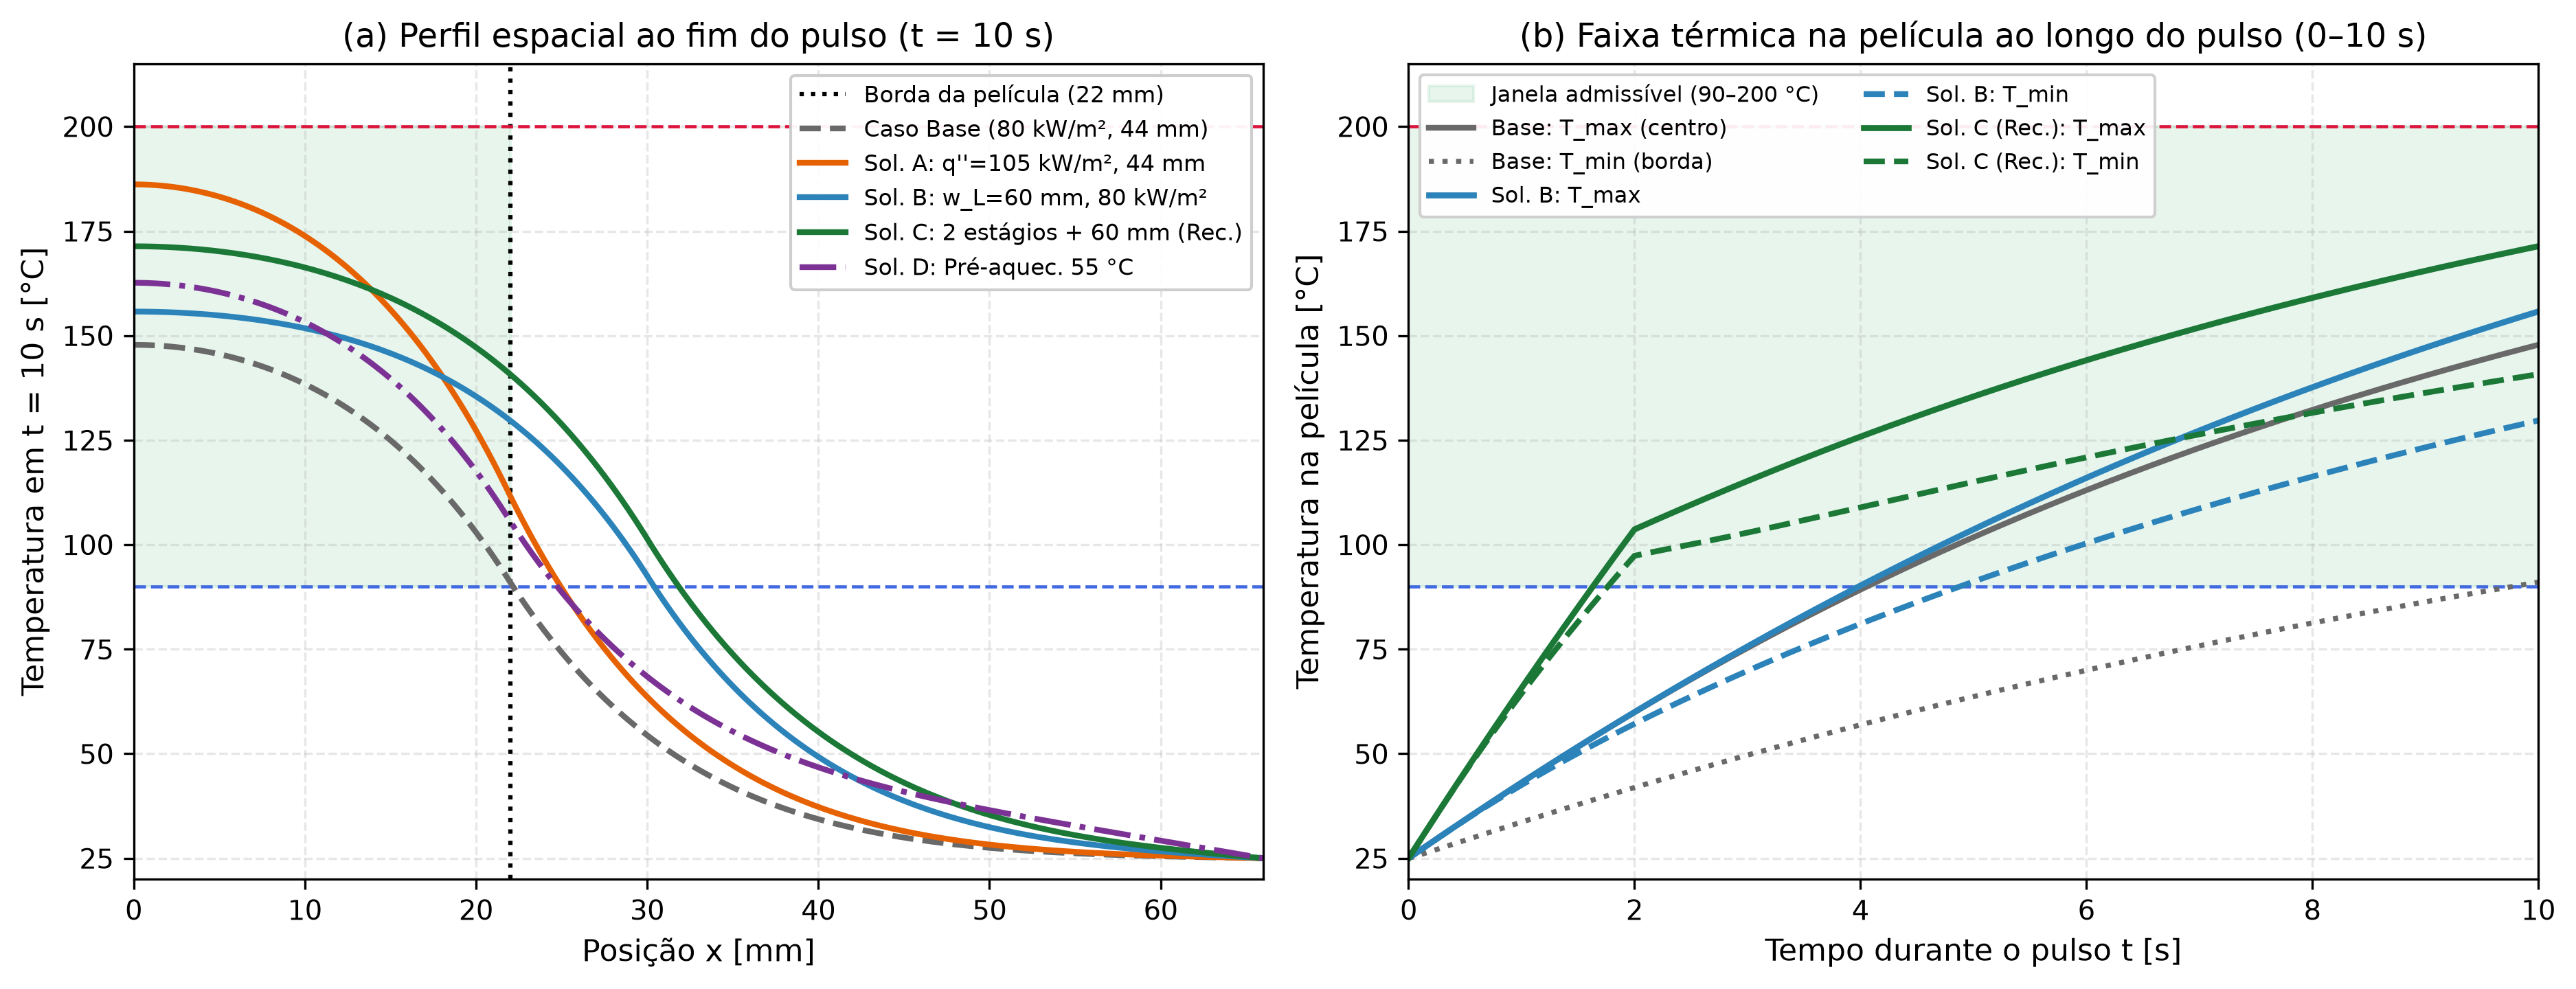 (a) Perfil espacial ao fim do pulso (t = 10 s)
Temperatura em t = 10 s [°C]
200
175
150
125
100
75
50
25
Borda da película (22 mm)
Caso Base (80 kW/m², 44 mm)
Sol. A: q''=105 kW/m², 44 mm
Sol. B: w_L=60 mm, 80 kW/m²
Sol. C: 2 estágios + 60 mm (Rec.)
Sol. D: Pré-aquec. 55 °C
0 10 20 30 40 50 60
Posição x [mm]
(b) Faixa térmica na película ao longo do pulso (0–10 s)
Temperatura na película [°C]
200
175
150
125
100
75
50
25
Janela admissível (90–200 °C)
Base: T_max (centro)
Base: T_min (borda)
Sol. B: T_max
Sol. B: T_min
Sol. C (Rec.): T_max
Sol. C (Rec.): T_min
0 2 4 6 8 10
Tempo durante o pulso t [s]